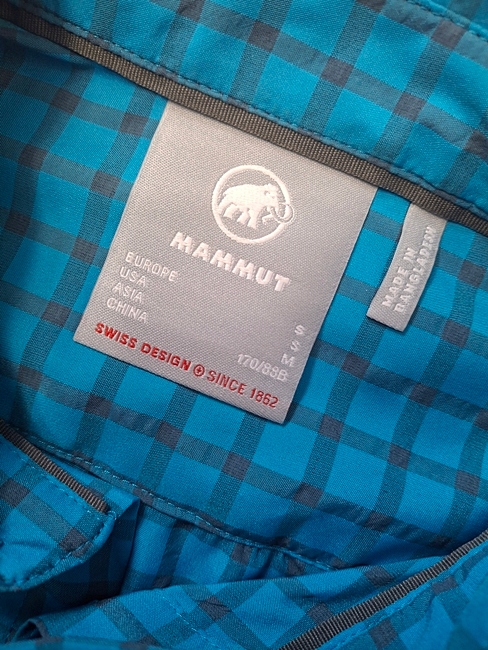 MAMMUT
EUROPE S
USA S
ASIA M
CHINA 170/88B
SWISS DESIGN SINCE 1862
MADE IN
BANGLADESH